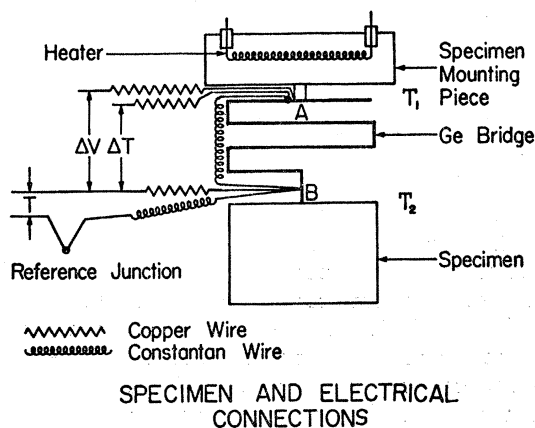 Heater
Specimen
Mounting
Piece
T₁
A
Ge Bridge
ΔV
ΔT
B
T
T₂
Reference Junction
Specimen
Copper Wire
Constantan Wire
SPECIMEN AND ELECTRICAL
CONNECTIONS